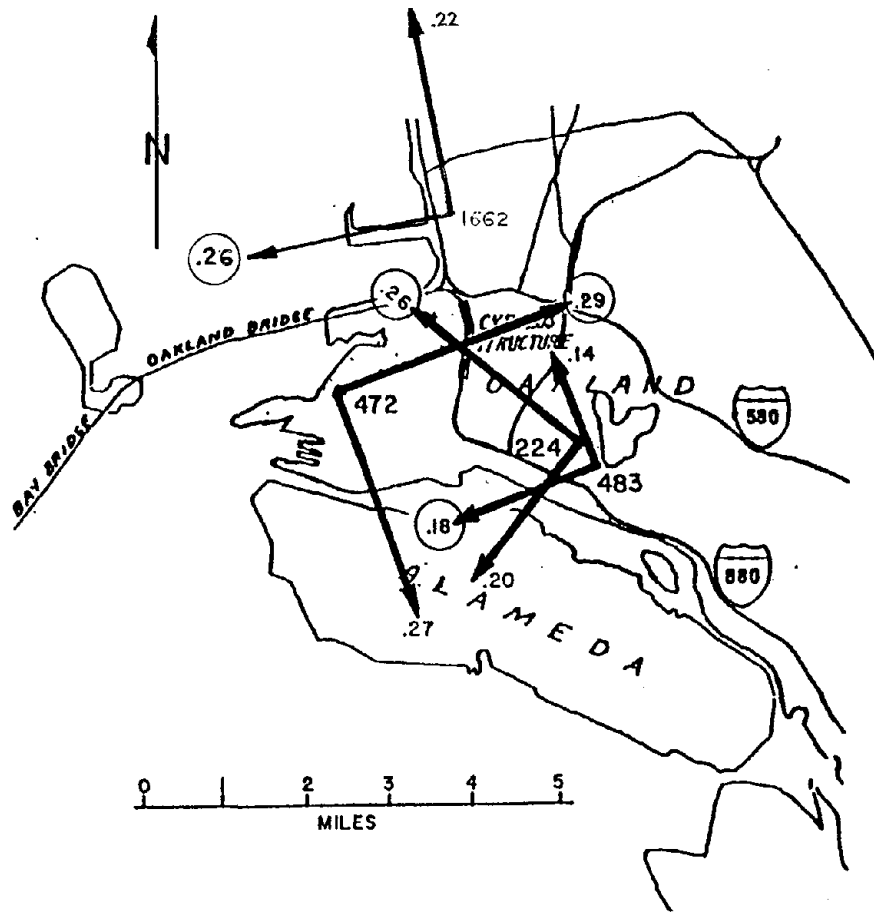 .22
N
1662
.26
.26
.29
CYPRESS
STRUCTURE
.14
OAKLAND BRIDGE
OAKLAND
472
580
224
483
BAY BRIDGE
.18
.20
880
ALAMEDA
.27
0 1 2 3 4 5
MILES